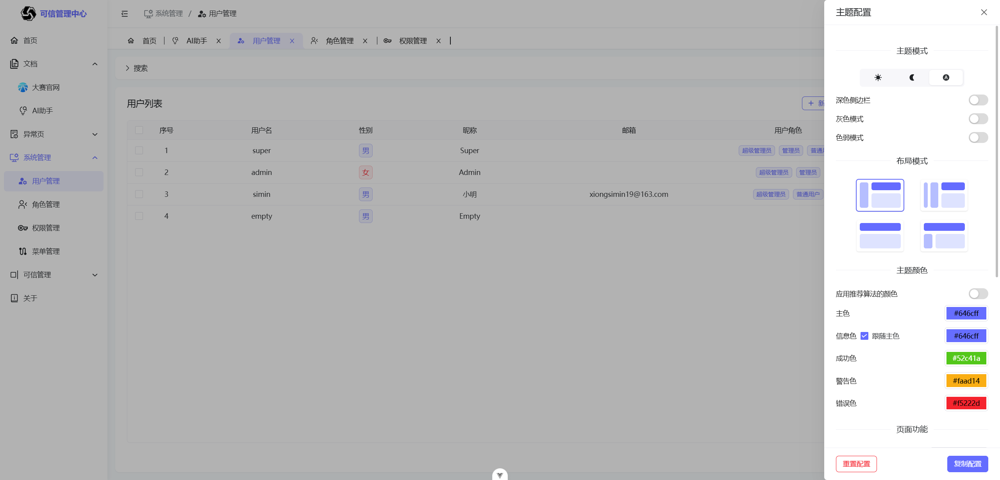 可信管理中心
首页
文档
大赛官网
AI助手
异常页
系统管理
用户管理
角色管理
权限管理
菜单管理
可信管理
关于
系统管理 / 用户管理
首页 AI助手 用户管理 角色管理 权限管理
搜索
用户列表
+ 新
序号 用户名 性别 昵称 邮箱 用户角色
1 super 男 Super 超级管理员 管理员 普通
2 admin 女 Admin 超级管理员 管理员
3 simin 男 小明 xiongsimin19@163.com 超级管理员 普通用户
4 empty 男 Empty
主题配置
主题模式
A
深色侧边栏
灰色模式
色弱模式
布局模式
主题颜色
应用推荐算法的颜色
主色 #646cff
信息色 跟随主色 #646cff
成功色 #52c41a
警告色 #faad14
错误色 #f5222d
页面功能
重置配置 复制配置